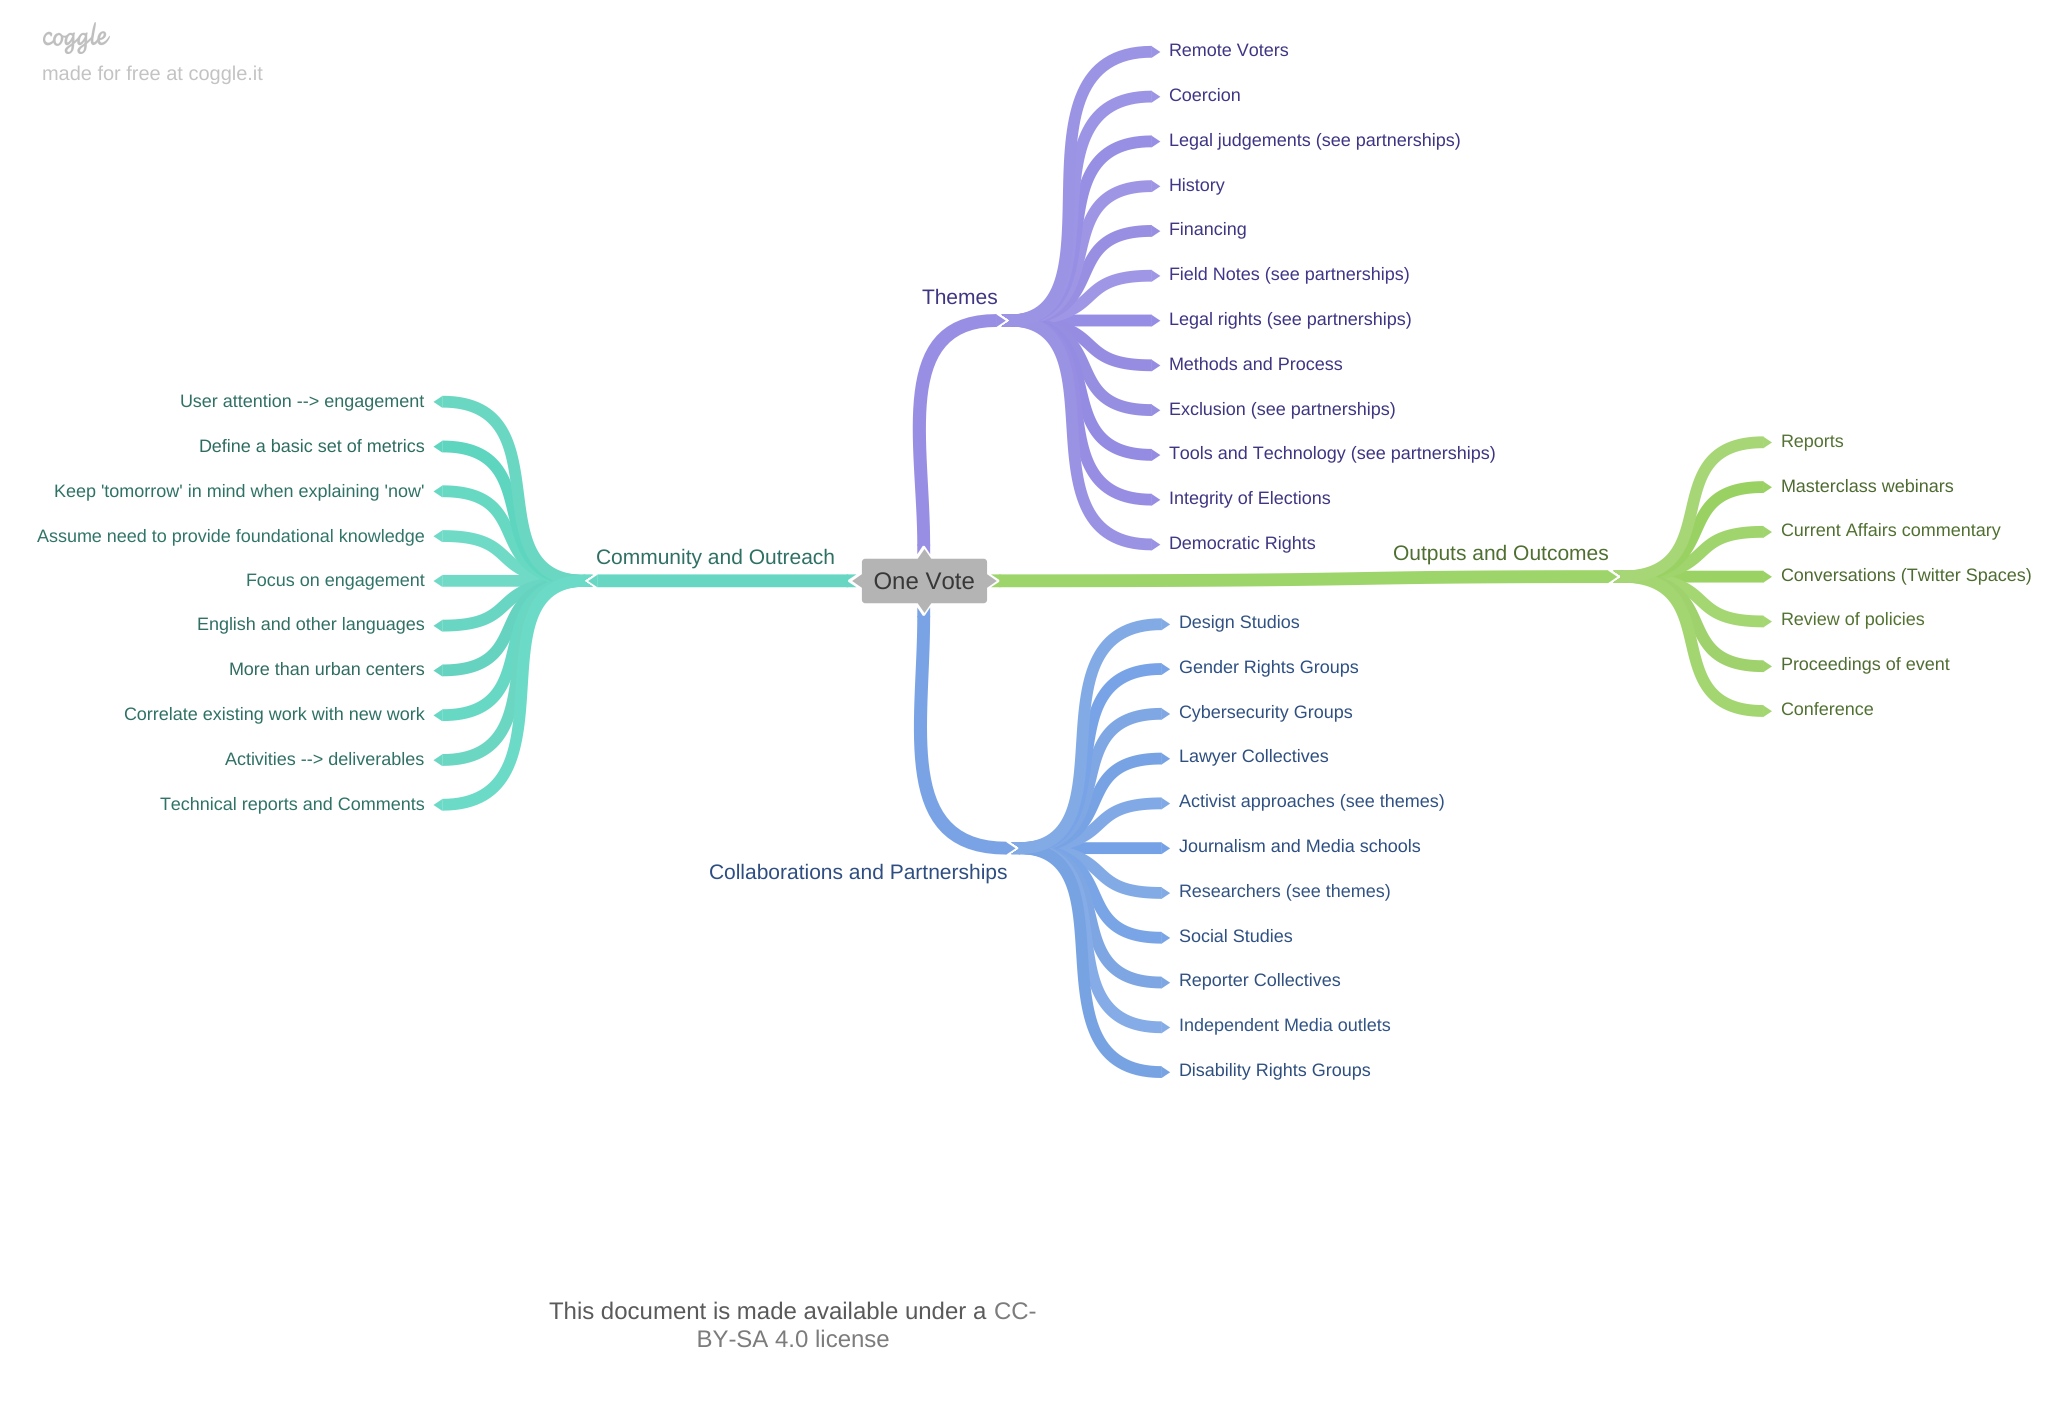 coggle
made for free at coggle.it
Remote Voters
Coercion
Legal judgements (see partnerships)
History
Financing
Field Notes (see partnerships)
Themes
Legal rights (see partnerships)
Methods and Process
Exclusion (see partnerships)
Tools and Technology (see partnerships)
Integrity of Elections
Democratic Rights
User attention --> engagement
Define a basic set of metrics
Keep 'tomorrow' in mind when explaining 'now'
Assume need to provide foundational knowledge
Focus on engagement
English and other languages
More than urban centers
Correlate existing work with new work
Activities --> deliverables
Technical reports and Comments
Community and Outreach
One Vote
Outputs and Outcomes
Reports
Masterclass webinars
Current Affairs commentary
Conversations (Twitter Spaces)
Review of policies
Proceedings of event
Conference
Design Studios
Gender Rights Groups
Cybersecurity Groups
Lawyer Collectives
Activist approaches (see themes)
Journalism and Media schools
Collaborations and Partnerships
Researchers (see themes)
Social Studies
Reporter Collectives
Independent Media outlets
Disability Rights Groups
This document is made available under a CC-
BY-SA 4.0 license